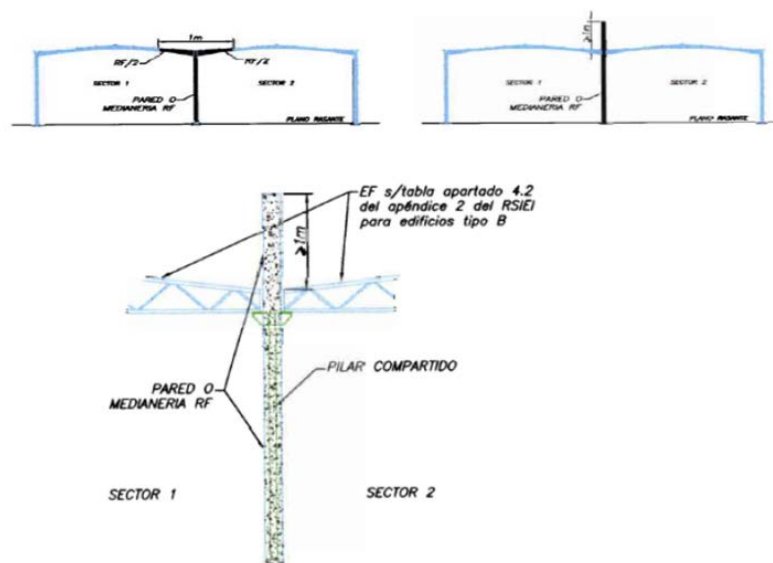 1m
RF/2
RF/2
SECTOR 1
SECTOR 2
PARED O
MEDIANERIA RF
PLANO RASANTE
≥1m
SECTOR 1
SECTOR 2
PARED O
MEDIANERIA RF
PLANO RASANTE
EF s/tabla apartado 4.2
del apéndice 2 del RSIEI
para edificios tipo B
≥1m
PILAR COMPARTIDO
PARED O
MEDIANERIA RF
SECTOR 1
SECTOR 2